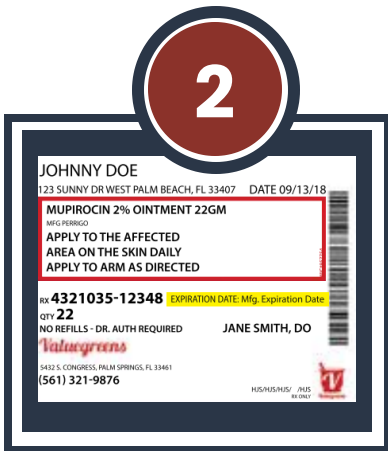 2
JOHNNY DOE
123 SUNNY DR WEST PALM BEACH, FL 33407 DATE 09/13/18
MUPIROCIN 2% OINTMENT 22GM
MFG PERRIGO
APPLY TO THE AFFECTED
AREA ON THE SKIN DAILY
APPLY TO ARM AS DIRECTED
RX 4321035-12348 EXPIRATION DATE: Mfg. Expiration Date
QTY 22
NO REFILLS - DR. AUTH REQUIRED JANE SMITH, DO
Valuegreens
5432 S. CONGRESS, PALM SPRINGS, FL 33461
(561) 321-9876
HJS/HJS/HJS/ /HJS
RX ONLY
V
Valuegreens